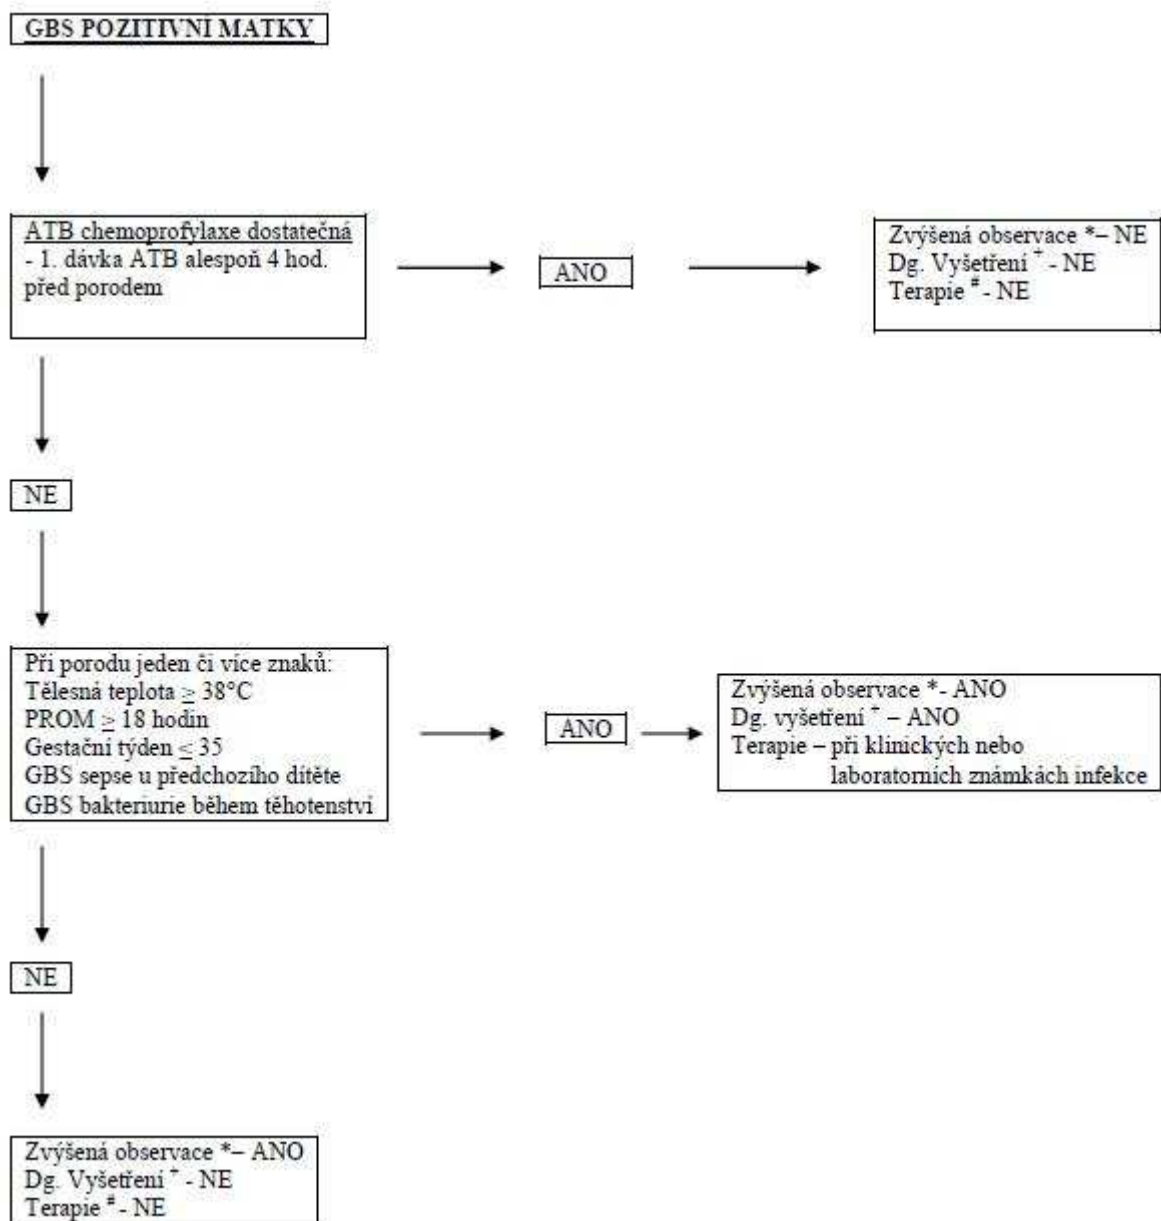 GBS POZITIVNÍ MATKY
ATB chemoprofylaxe dostatečná
- 1. dávka ATB alespoň 4 hod.
před porodem
ANO
Zvýšená observace *– NE
Dg. Vyšetření ⁺ - NE
Terapie # - NE
NE
Při porodu jeden či více znaků:
Tělesná teplota ≥ 38°C
PROM ≥ 18 hodin
Gestační týden ≤ 35
GBS sepse u předchozího dítěte
GBS bakteriurie během těhotenství
ANO
Zvýšená observace *- ANO
Dg. vyšetření ⁺ – ANO
Terapie – při klinických nebo
laboratorních známkách infekce
NE
Zvýšená observace *– ANO
Dg. Vyšetření ⁺ - NE
Terapie # - NE